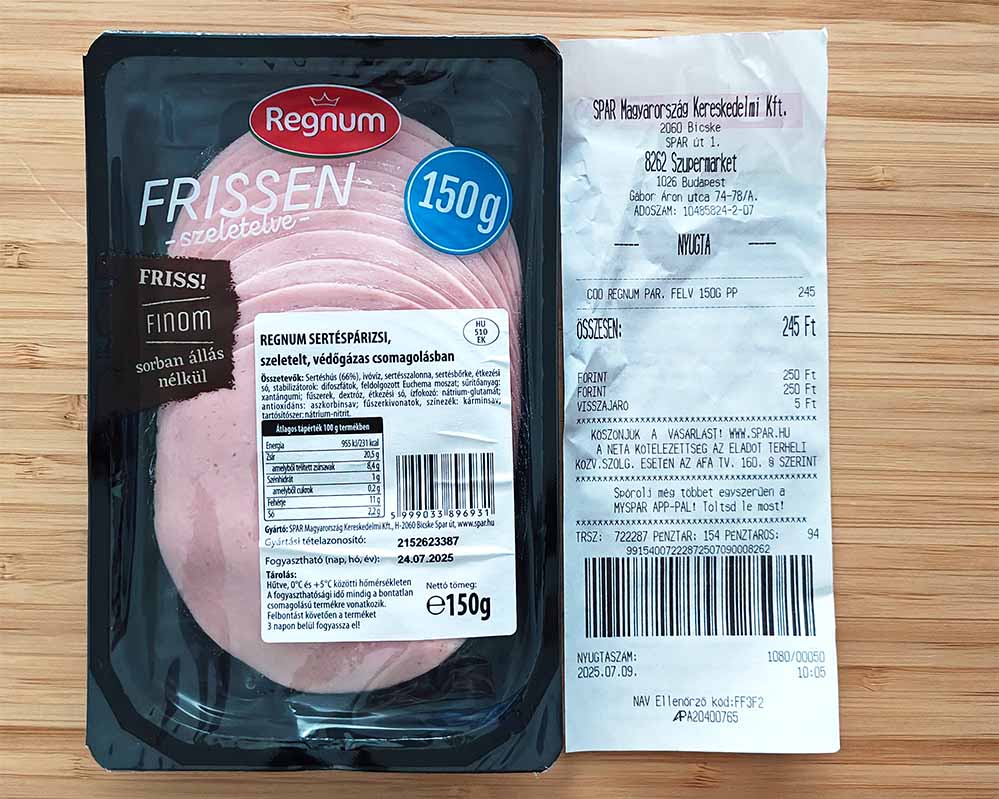 Regnum
FRISSEN
- szeletelve -
150g
FRISS!
FINOM
sorban állás
nélkül
REGNUM SERTÉSPÁRIZSI,
szeletelt, védőgázas csomagolásban
HU
510
EK
Összetevők: Sertéshús (66%), ivóvíz, sertésszalonna, sertésbőrke, étkezési
só, stabilizátorok: difoszfátok, feldolgozott Euchema moszat; sűrítőanyag:
xantángumi; fűszerek, dextróz, étkezési só, ízfokozó: nátrium-glutamát;
antioxidáns: aszkorbinsav; fűszerkivonatok, színezék: kárminsav,
tartósítószer: nátrium-nitrit.
Átlagos tápérték 100 g termékben
Energia 955 kJ/231 kcal
Zsír 20,5 g
amelyből telített zsírsavak 8,4 g
Szénhidrát 1 g
amelyből cukrok 0,2 g
Fehérje 11 g
Só 2,2 g
5 999033 896931
Gyártó: SPAR Magyarország Kereskedelmi Kft., H-2060 Bicske Spar út, www.spar.hu
Gyártási tételazonosító: 2152623387
Fogyasztható (nap, hó, év): 24.07.2025
Tárolás:
Hűtve, 0°C és +5°C közötti hőmérsékleten
A fogyaszthatósági idő mindig a bontatlan
csomagolású termékre vonatkozik.
Felbontást követően a terméket
3 napon belül fogyassza el!
Nettó tömeg:
℮150g
SPAR Magyarország Kereskedelmi Kft.
2060 Bicske
SPAR út 1.
8262 Szupermarket
1026 Budapest
Gábor Áron utca 74-78/A.
ADÓSZÁM: 10485824-2-07
NYUGTA
C00 REGNUM PÁR. FELV 150G PP 245
ÖSSZESEN: 245 Ft
FORINT 250 Ft
FORINT 250 Ft
VISSZAJÁRÓ 5 Ft
KÖSZÖNJÜK A VÁSÁRLÁST! WWW.SPAR.HU
A NETA KÖTELEZETTSÉG AZ ELADÓT TERHELI
KÖZV.SZOLG. ESETÉN AZ ÁFA TV. 160. § SZERINT
Spórolj még többet egyszerűen a
MYSPAR APP-PAL! Töltsd le most!
TRSZ: 722287 PÉNZTÁR: 154 PÉNZTÁROS: 94
99154007222872507090008262
NYUGTASZÁM: 1080/00050
2025.07.09. 10:05
NAV Ellenőrző kód:FF3F2
AP A20400765